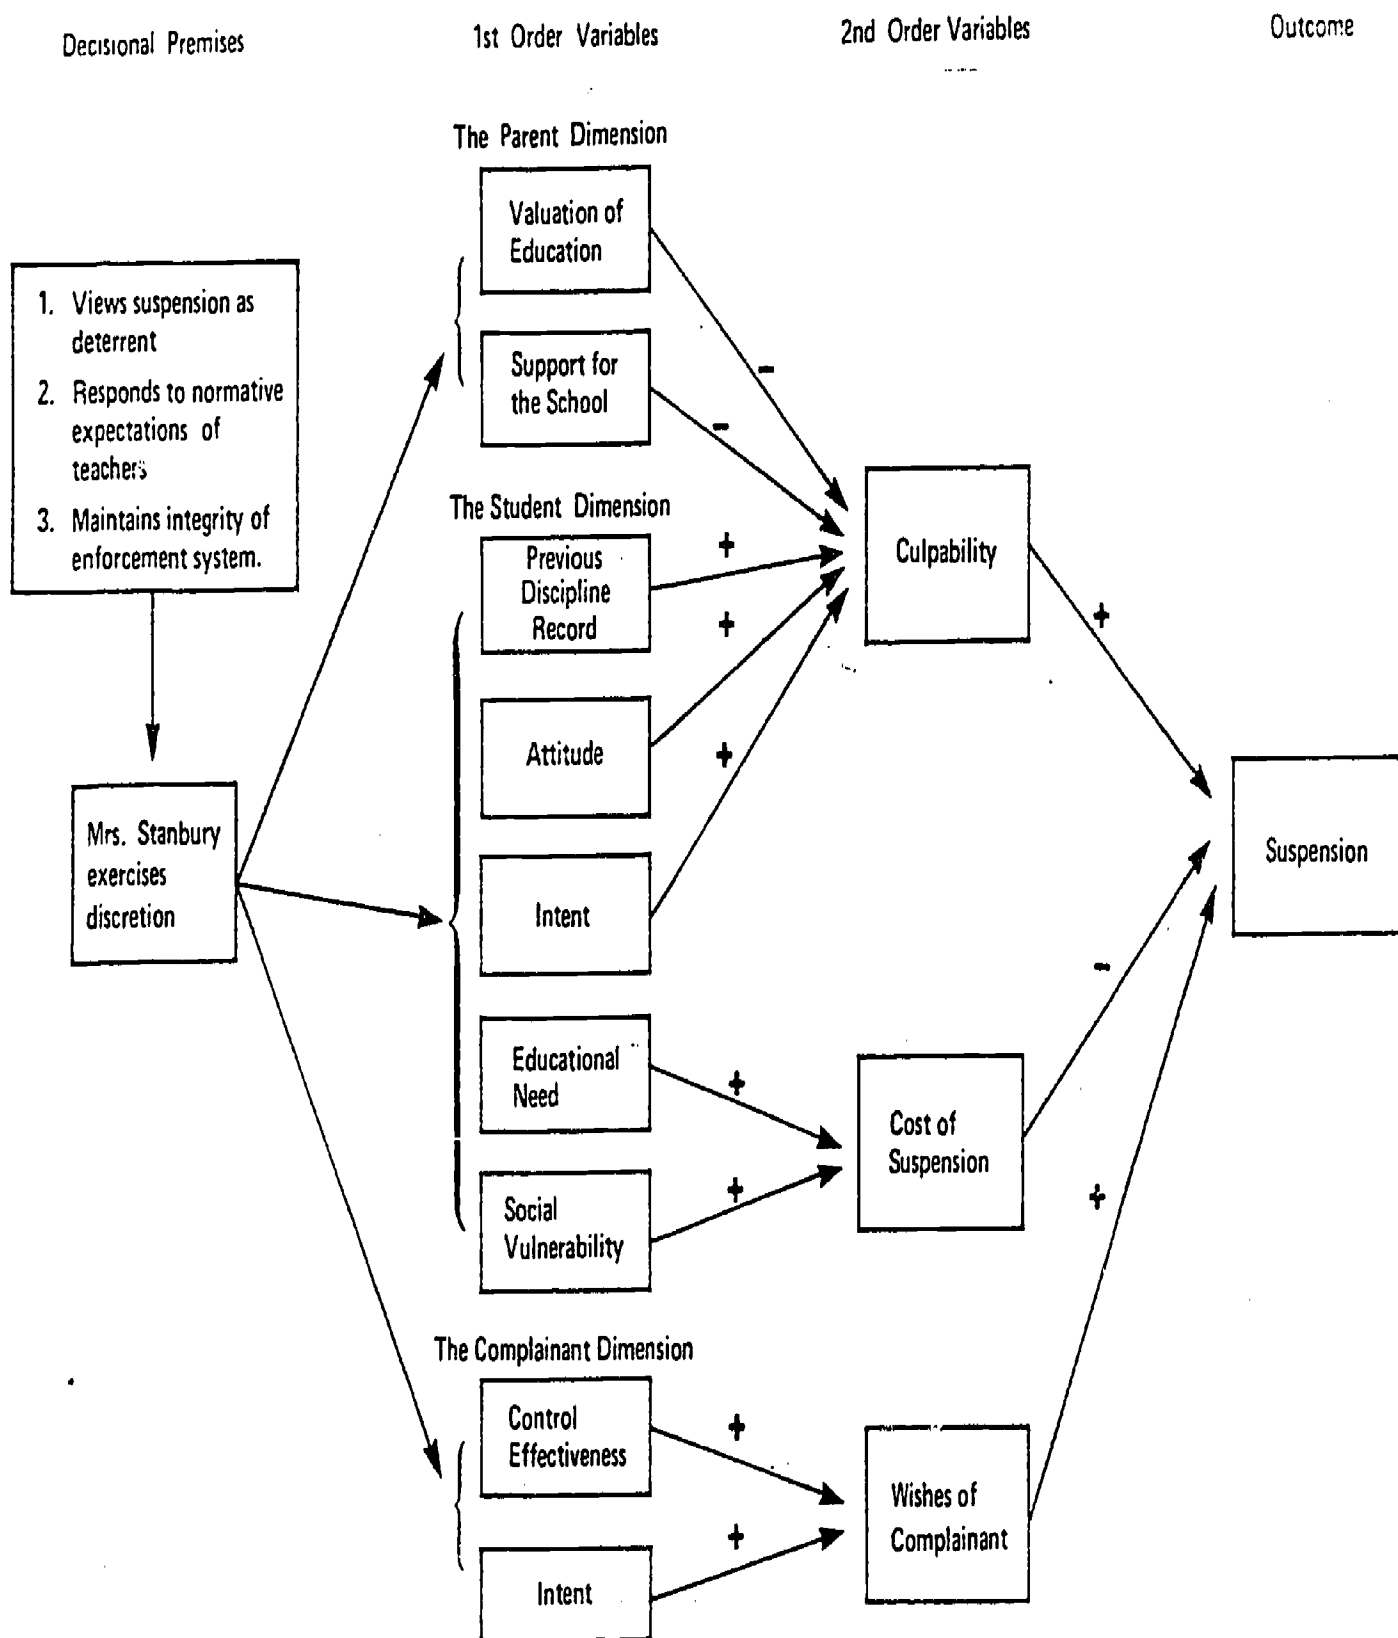 Decisional Premises
1st Order Variables
2nd Order Variables
Outcome
1. Views suspension as
deterrent
2. Responds to normative
expectations of
teachers
3. Maintains integrity of
enforcement system.
Mrs. Stanbury
exercises
discretion
The Parent Dimension
Valuation of
Education
-
Support for
the School
-
The Student Dimension
Previous
Discipline
Record
+
Attitude
+
Intent
+
Educational
Need
+
Social
Vulnerability
+
The Complainant Dimension
Control
Effectiveness
+
Intent
+
Culpability
+
Cost of
Suspension
-
Wishes of
Complainant
+
Suspension